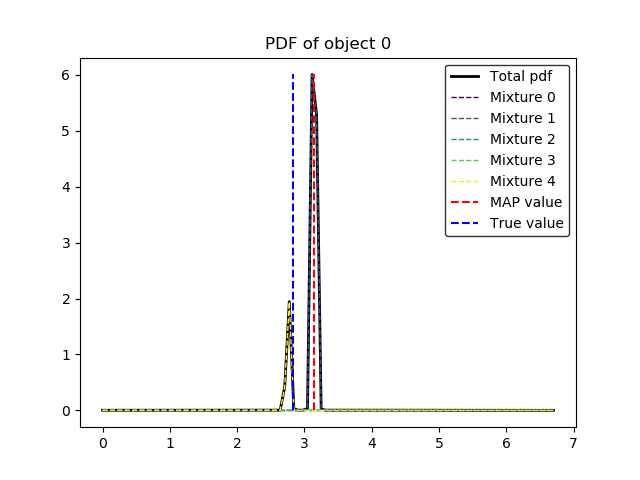 PDF of object 0
6
5
4
3
2
1
0
0 1 2 3 4 5 6 7
Total pdf
Mixture 0
Mixture 1
Mixture 2
Mixture 3
Mixture 4
MAP value
True value